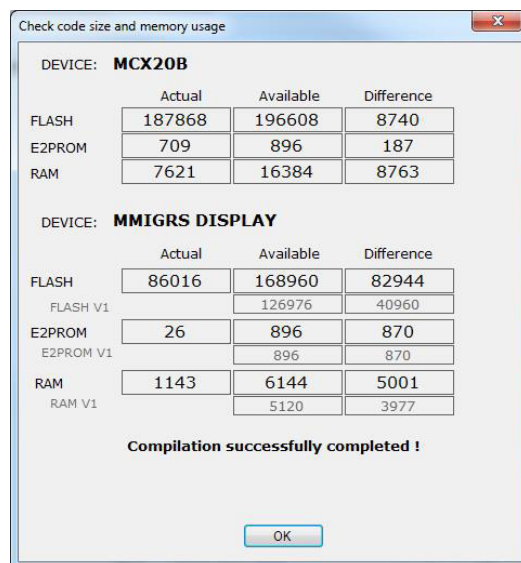 Check code size and memory usage
DEVICE: MCX20B
Actual Available Difference
FLASH 187868 196608 8740
E2PROM 709 896 187
RAM 7621 16384 8763
DEVICE: MMIGRS DISPLAY
Actual Available Difference
FLASH 86016 168960 82944
FLASH V1 126976 40960
E2PROM 26 896 870
E2PROM V1 896 870
RAM 1143 6144 5001
RAM V1 5120 3977
Compilation successfully completed !
OK